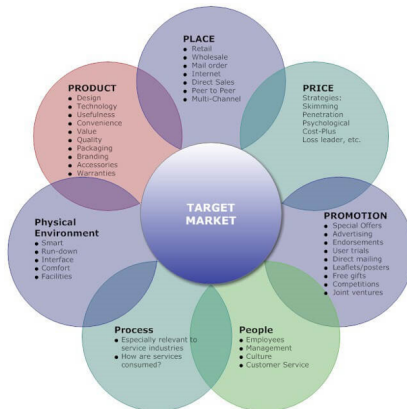 PLACE
● Retail
● Wholesale
● Mail order
● Internet
● Direct Sales
● Peer to Peer
● Multi-Channel
PRODUCT
● Design
● Technology
● Usefulness
● Convenience
● Value
● Quality
● Packaging
● Branding
● Accessories
● Warranties
PRICE
Strategies:
Skimming
Penetration
Psychological
Cost-Plus
Loss leader, etc.
TARGET
MARKET
Physical
Environment
● Smart
● Run-down
● Interface
● Comfort
● Facilities
PROMOTION
● Special Offers
● Advertising
● Endorsements
● User trials
● Direct mailing
● Leaflets/posters
● Free gifts
● Competitions
● Joint ventures
Process
● Especially relevant to
service industries
● How are services
consumed?
People
● Employees
● Management
● Culture
● Customer Service